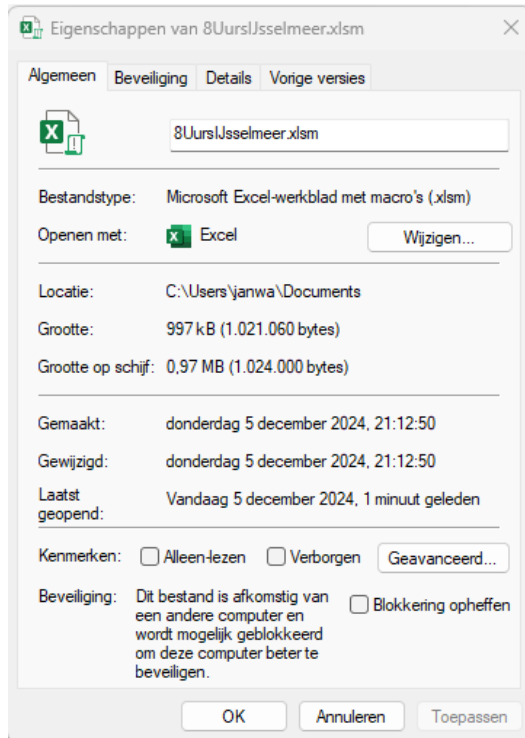 Eigenschappen van 8UursIJsselmeer.xlsm
Algemeen Beveiliging Details Vorige versies
8UursIJsselmeer.xlsm
Bestandstype: Microsoft Excel-werkblad met macro's (.xlsm)
Openen met: Excel Wijzigen...
Locatie: C:\Users\janwa\Documents
Grootte: 997 kB (1.021.060 bytes)
Grootte op schijf: 0,97 MB (1.024.000 bytes)
Gemaakt: donderdag 5 december 2024, 21:12:50
Gewijzigd: donderdag 5 december 2024, 21:12:50
Laatst
geopend: Vandaag 5 december 2024, 1 minuut geleden
Kenmerken: Alleen-lezen Verborgen Geavanceerd...
Beveiliging: Dit bestand is afkomstig van
een andere computer en
wordt mogelijk geblokkeerd
om deze computer beter te
beveiligen.
Blokkering opheffen
OK Annuleren Toepassen